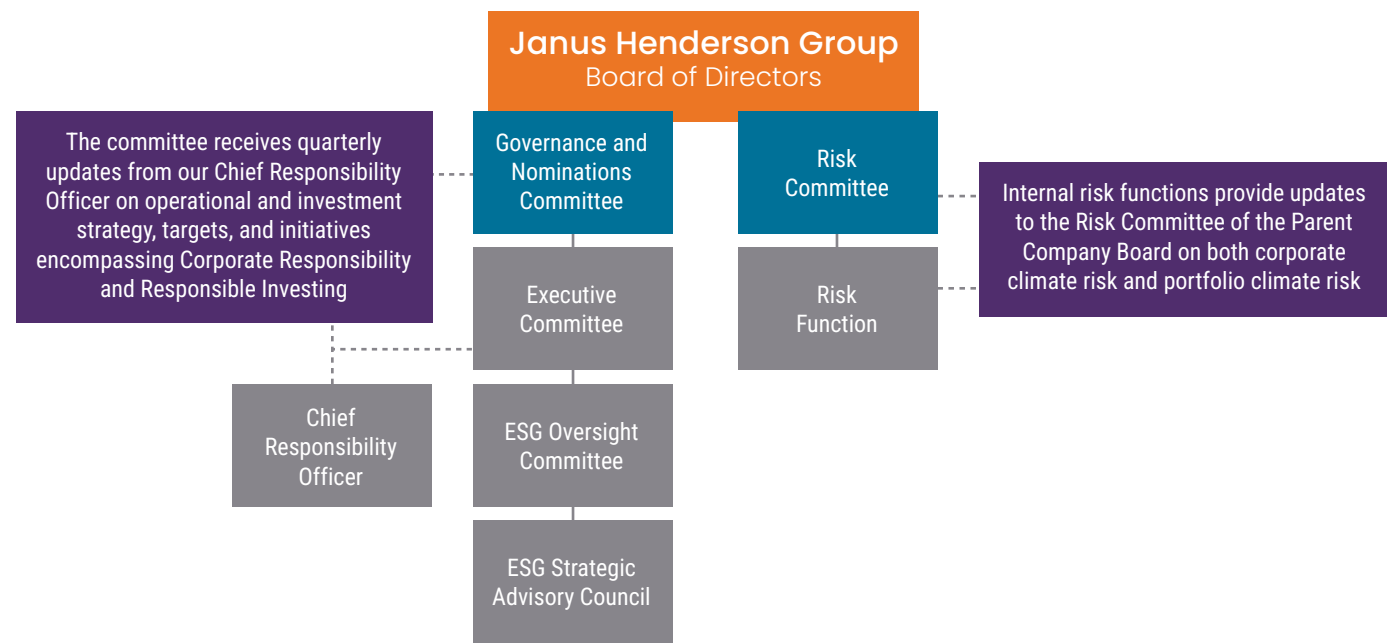 Janus Henderson Group
Board of Directors
The committee receives quarterly
updates from our Chief Responsibility
Officer on operational and investment
strategy, targets, and initiatives
encompassing Corporate Responsibility
and Responsible Investing
Governance and
Nominations
Committee
Risk
Committee
Internal risk functions provide updates
to the Risk Committee of the Parent
Company Board on both corporate
climate risk and portfolio climate risk
Executive
Committee
Risk
Function
Chief
Responsibility
Officer
ESG Oversight
Committee
ESG Strategic
Advisory Council